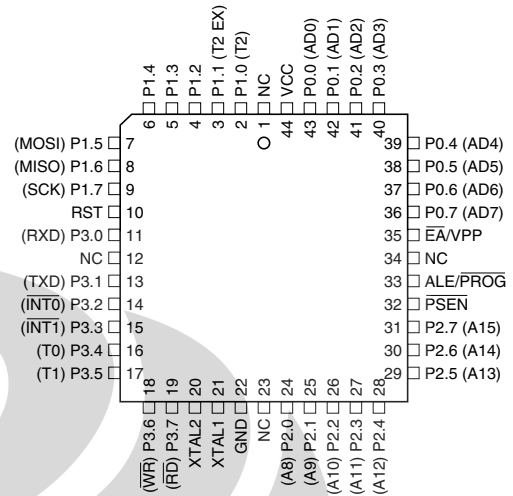 P1.4
P1.3
P1.2
P1.1 (T2 EX)
P1.0 (T2)
NC
VCC
P0.0 (AD0)
P0.1 (AD1)
P0.2 (AD2)
P0.3 (AD3)
6
5
4
3
2
1
44
43
42
41
40
(MOSI) P1.5 7
(MISO) P1.6 8
(SCK) P1.7 9
RST 10
(RXD) P3.0 11
NC 12
(TXD) P3.1 13
(I̅N̅T̅0̅) P3.2 14
(I̅N̅T̅1̅) P3.3 15
(T0) P3.4 16
(T1) P3.5 17
39 P0.4 (AD4)
38 P0.5 (AD5)
37 P0.6 (AD6)
36 P0.7 (AD7)
35 E̅A̅/VPP
34 NC
33 ALE/P̅R̅O̅G̅
32 P̅S̅E̅N̅
31 P2.7 (A15)
30 P2.6 (A14)
29 P2.5 (A13)
18
19
20
21
22
23
24
25
26
27
28
(W̅R̅) P3.6
(R̅D̅) P3.7
XTAL2
XTAL1
GND
NC
(A8) P2.0
(A9) P2.1
(A10) P2.2
(A11) P2.3
(A12) P2.4